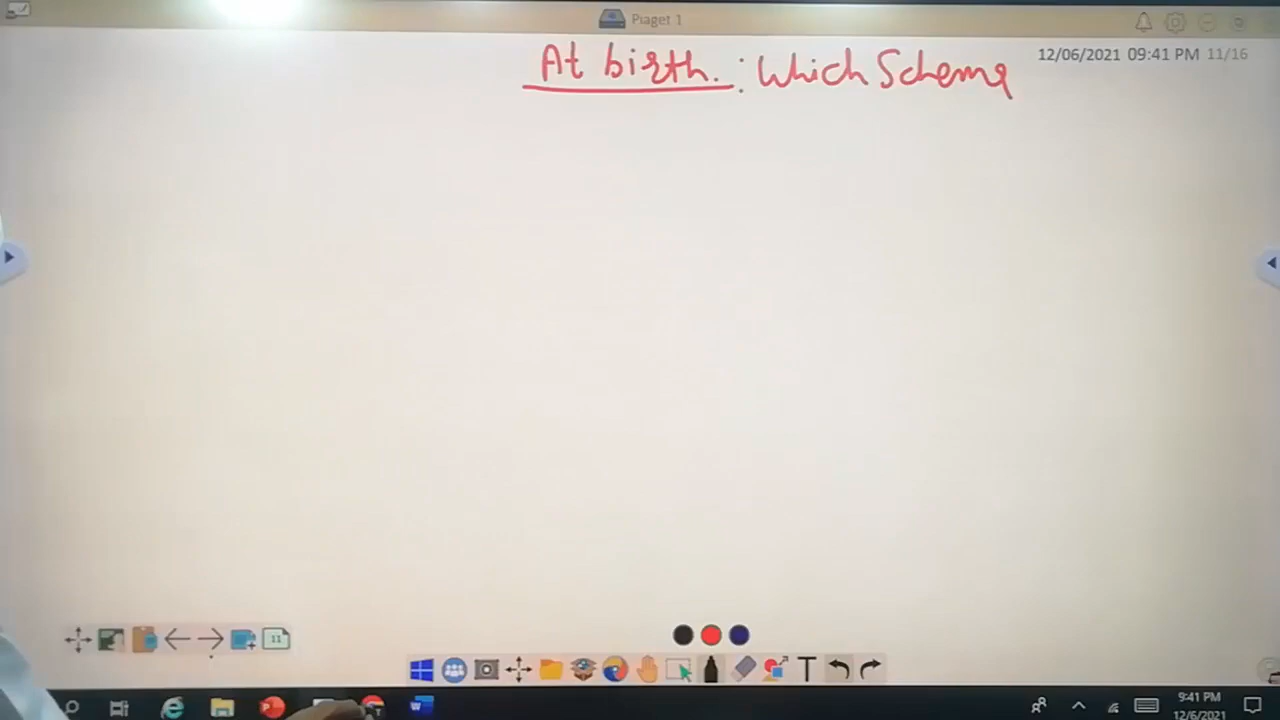 Piaget 1
12/06/2021 09:41 PM 11/16
At birth. : Which Schema
11
T
9:41 PM
12/6/2021